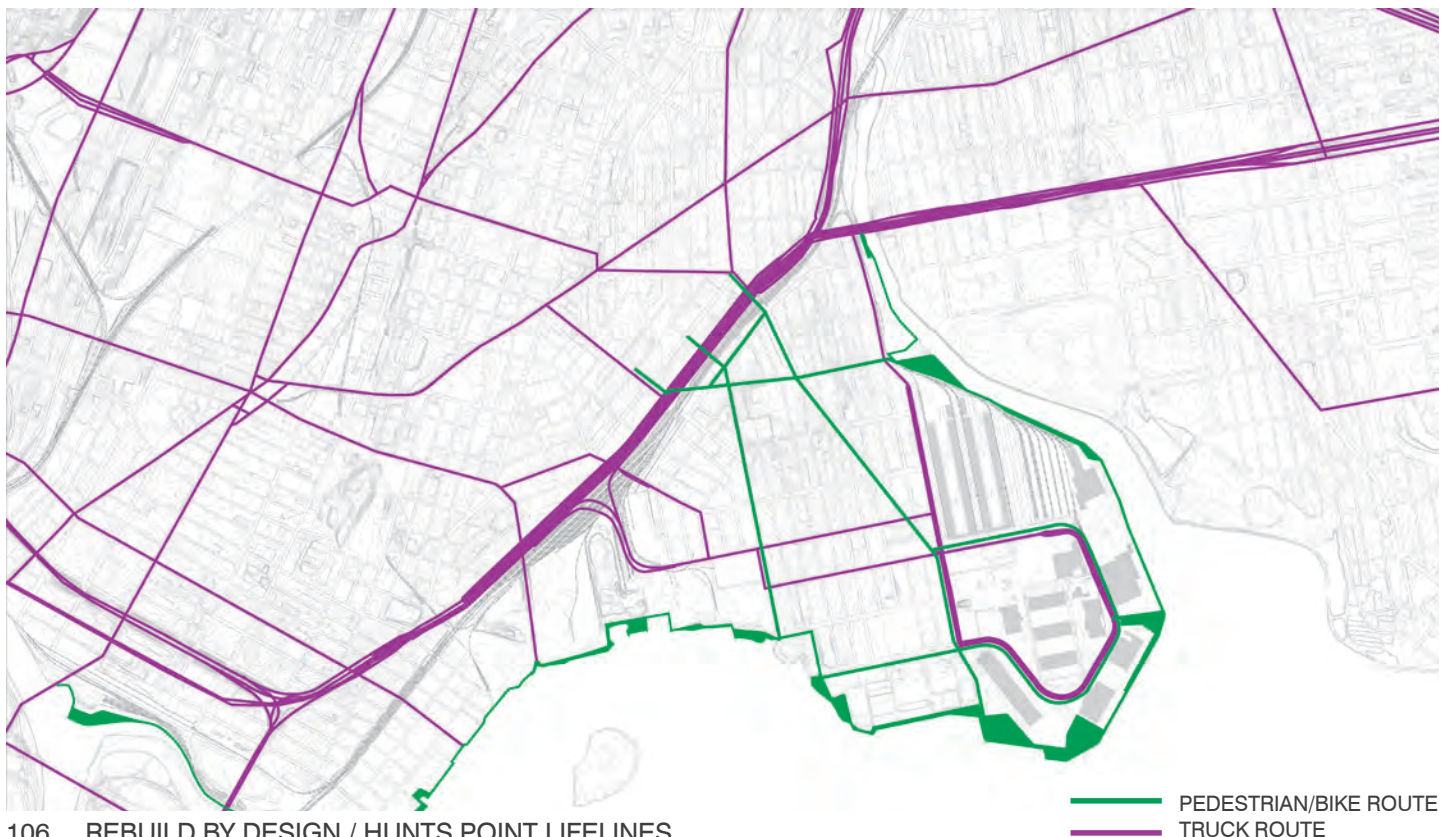 PEDESTRIAN/BIKE ROUTE
TRUCK ROUTE
106 REBUILD BY DESIGN / HUNTS POINT LIFELINES